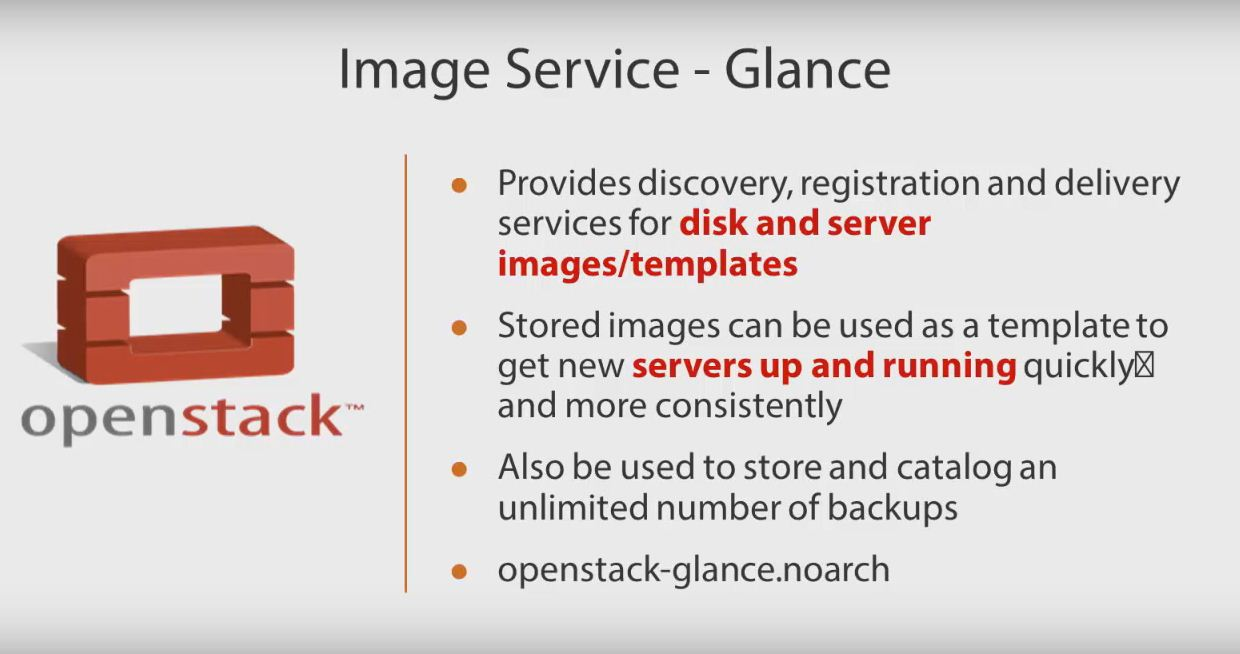 Image Service - Glance
Provides discovery, registration and delivery
services for disk and server
images/templates
Stored images can be used as a template to
get new servers up and running quickly
and more consistently
Also be used to store and catalog an
unlimited number of backups
openstack-glance.noarch
openstack™